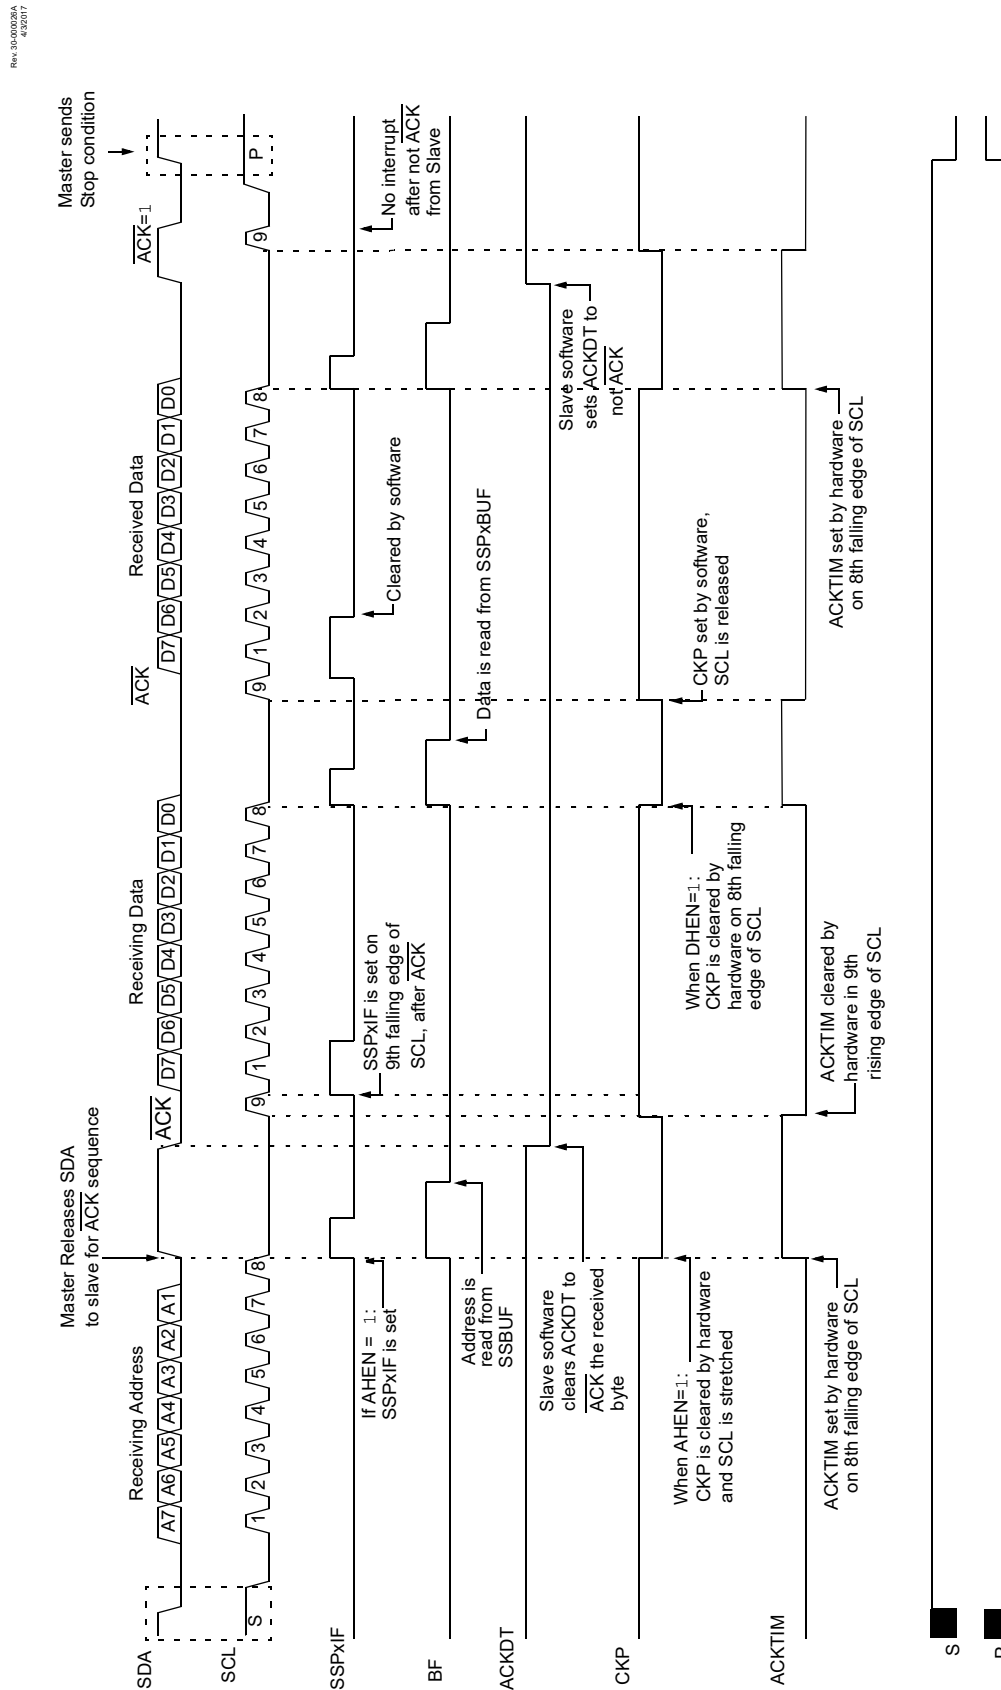 Rev. 30-000026A
4/3/2017
Master Releases SDA
to slave for ACK sequence
Master sends
Stop condition
Receiving Address
Receiving Data
Received Data
ACK
ACK
ACK=1
SDA
A7 A6 A5 A4 A3 A2 A1
D7 D6 D5 D4 D3 D2 D1 D0
D7 D6 D5 D4 D3 D2 D1 D0
SCL
S
1 2 3 4 5 6 7 8
9
1 2 3 4 5 6 7 8
9
1 2 3 4 5 6 7 8
9
P
SSPxIF
If AHEN = 1:
SSPxIF is set
SSPxIF is set on
9th falling edge of
SCL, after ACK
Cleared by software
No interrupt
after not ACK
from Slave
BF
Address is
read from
SSBUF
Data is read from SSPxBUF
ACKDT
Slave software
clears ACKDT to
ACK the received
byte
Slave software
sets ACKDT to
not ACK
CKP
When AHEN=1:
CKP is cleared by hardware
and SCL is stretched
When DHEN=1:
CKP is cleared by
hardware on 8th falling
edge of SCL
CKP set by software,
SCL is released
ACKTIM
ACKTIM set by hardware
on 8th falling edge of SCL
ACKTIM cleared by
hardware in 9th
rising edge of SCL
ACKTIM set by hardware
on 8th falling edge of SCL
S